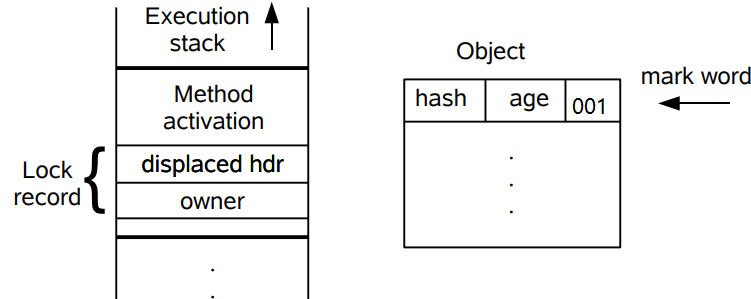 Execution
stack
Method
activation
Lock
record
displaced hdr
owner
Object
hash
age
001
mark word